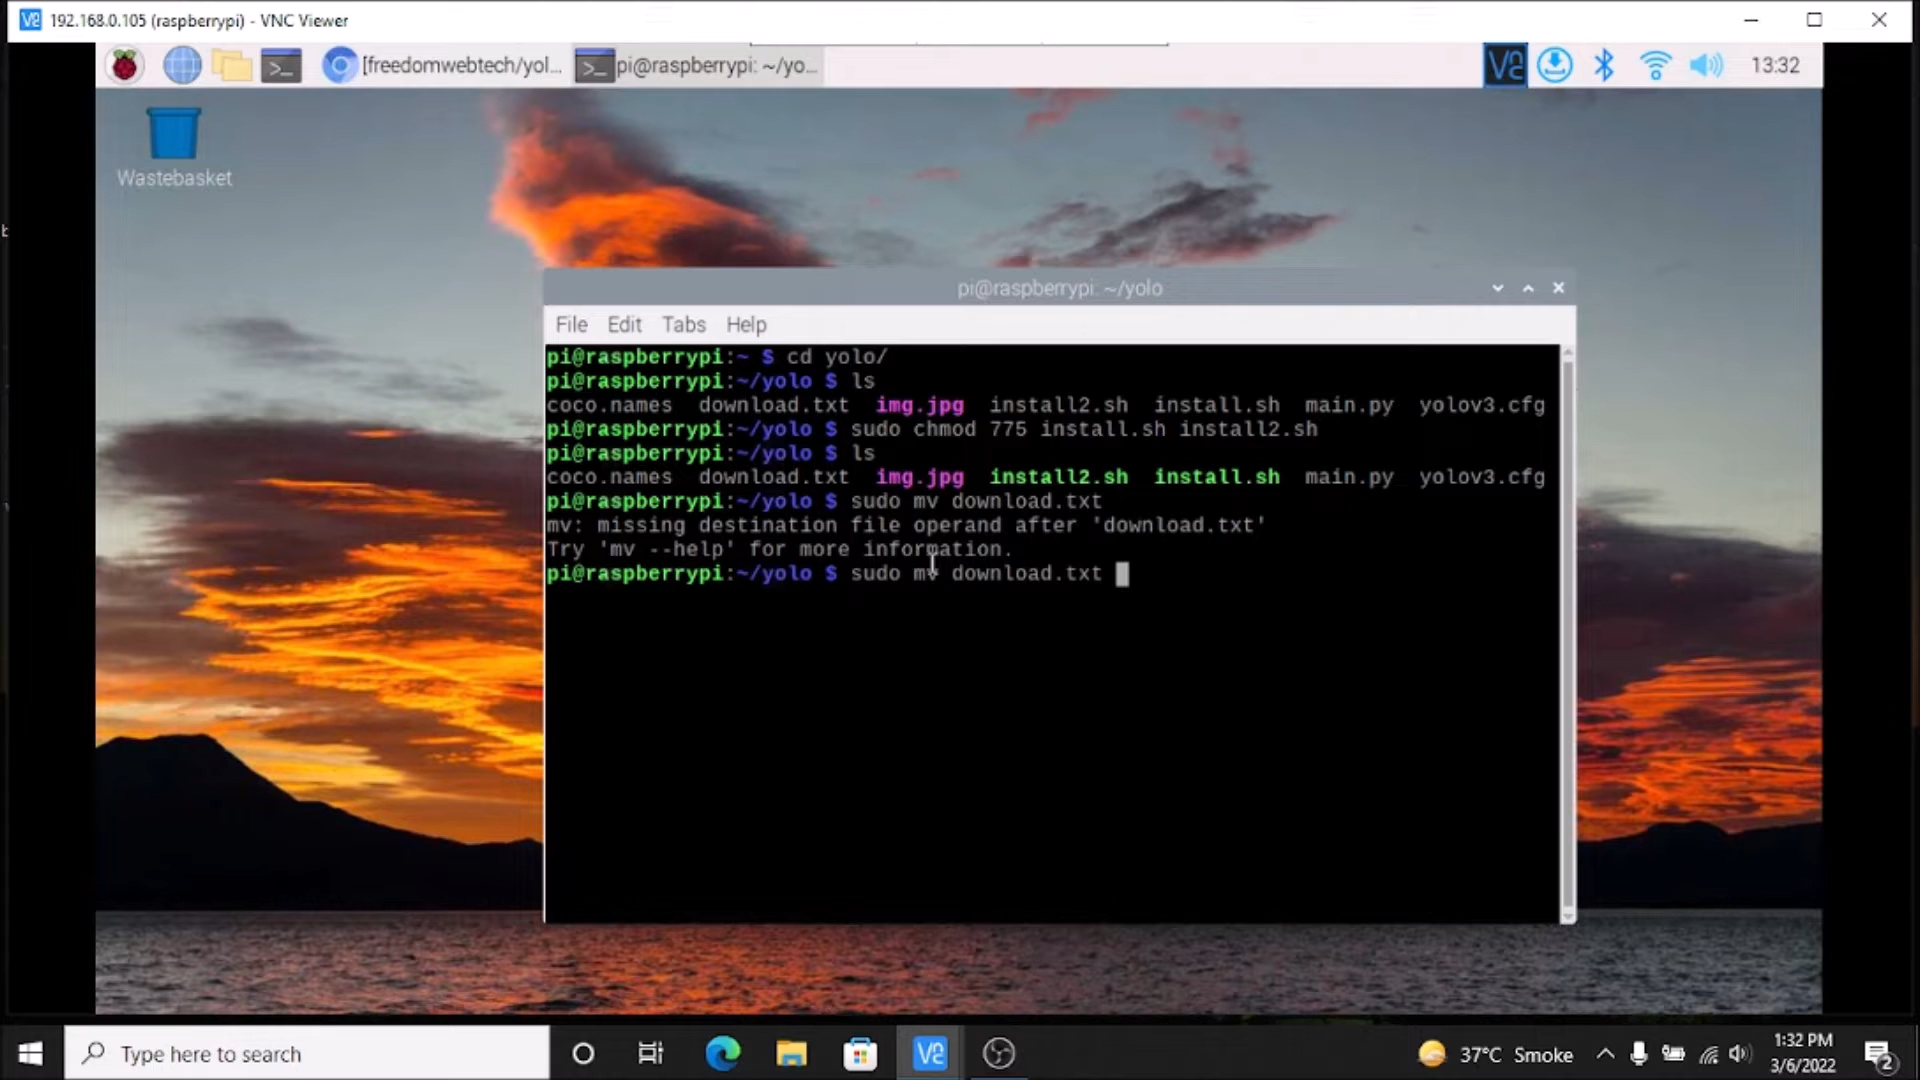 192.168.0.105 (raspberrypi) - VNC Viewer
[freedomwebtech/yol... pi@raspberrypi: ~/yo... 13:32
Wastebasket
pi@raspberrypi: ~/yolo
File Edit Tabs Help
pi@raspberrypi:~ $ cd yolo/
pi@raspberrypi:~/yolo $ ls
coco.names download.txt img.jpg install2.sh install.sh main.py yolov3.cfg
pi@raspberrypi:~/yolo $ sudo chmod 775 install.sh install2.sh
pi@raspberrypi:~/yolo $ ls
coco.names download.txt img.jpg install2.sh install.sh main.py yolov3.cfg
pi@raspberrypi:~/yolo $ sudo mv download.txt
mv: missing destination file operand after 'download.txt'
Try 'mv --help' for more information.
pi@raspberrypi:~/yolo $ sudo mv download.txt
Type here to search
37°C Smoke
1:32 PM
3/6/2022
2